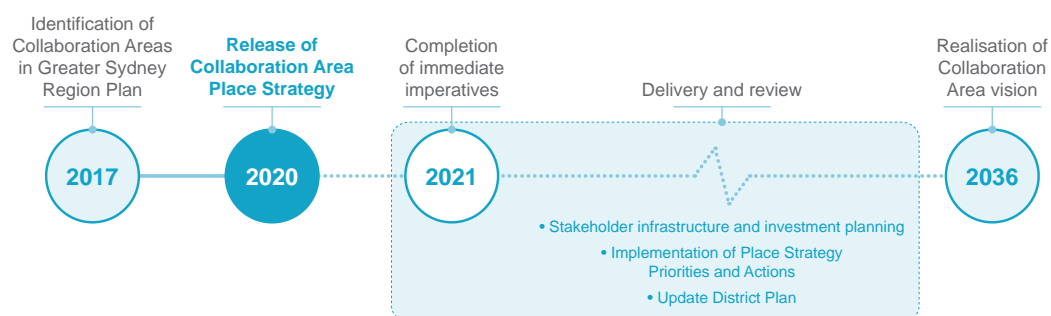 Identification of
Collaboration Areas
in Greater Sydney
Region Plan
2017
Release of
Collaboration Area
Place Strategy
2020
Completion
of immediate
imperatives
2021
Delivery and review
• Stakeholder infrastructure and investment planning
• Implementation of Place Strategy
Priorities and Actions
• Update District Plan
Realisation of
Collaboration
Area vision
2036